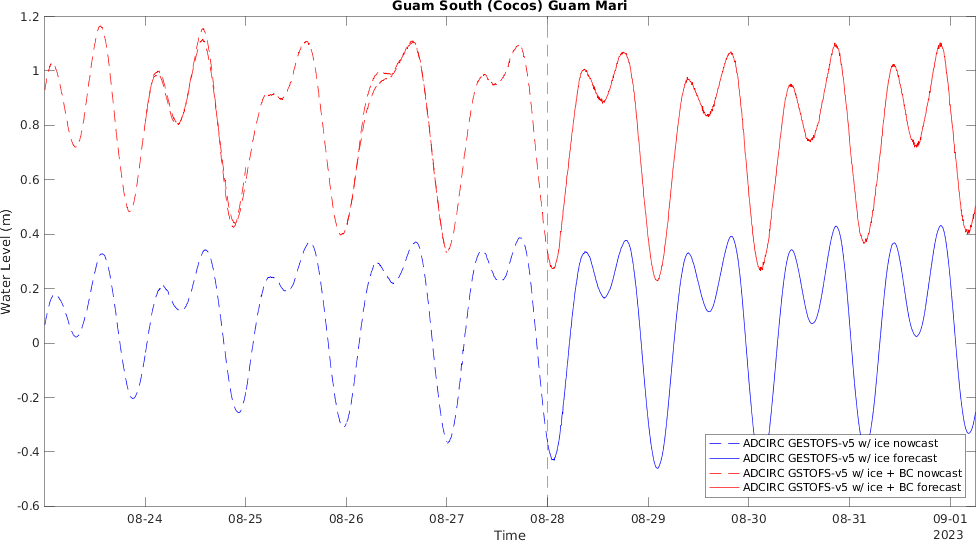 Guam South (Cocos) Guam Mari
Water Level (m)
1.2
1
0.8
0.6
0.4
0.2
0
-0.2
-0.4
-0.6
ADCIRC GESTOFS-v5 w/ ice nowcast
ADCIRC GESTOFS-v5 w/ ice forecast
ADCIRC GSTOFS-v5 w/ ice + BC nowcast
ADCIRC GSTOFS-v5 w/ ice + BC forecast
08-24 08-25 08-26 08-27 08-28 08-29 08-30 08-31 09-01
Time 2023